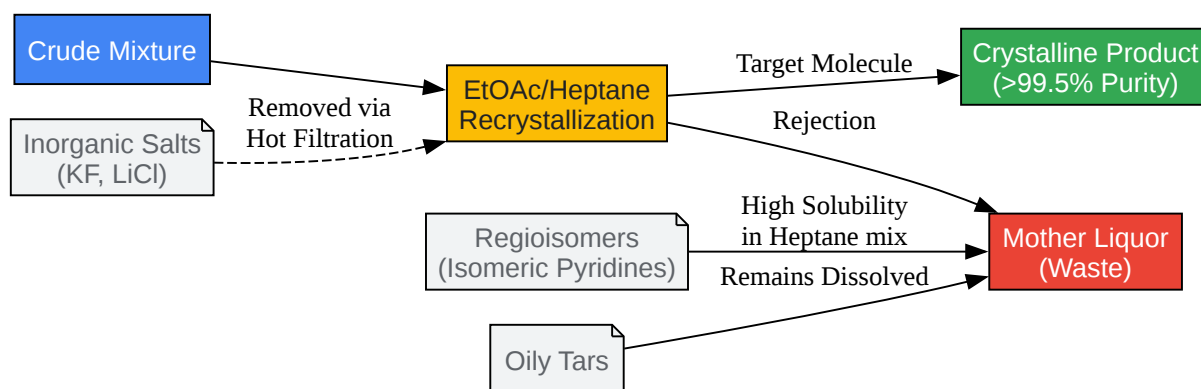 Crude Mixture
Inorganic Salts
(KF, LiCl)
Removed via
Hot Filtration
EtOAc/Heptane
Recrystallization
Target Molecule
Crystalline Product
(>99.5% Purity)
Rejection
Regioisomers
(Isomeric Pyridines)
High Solubility
in Heptane mix
Mother Liquor
(Waste)
Remains Dissolved
Oily Tars